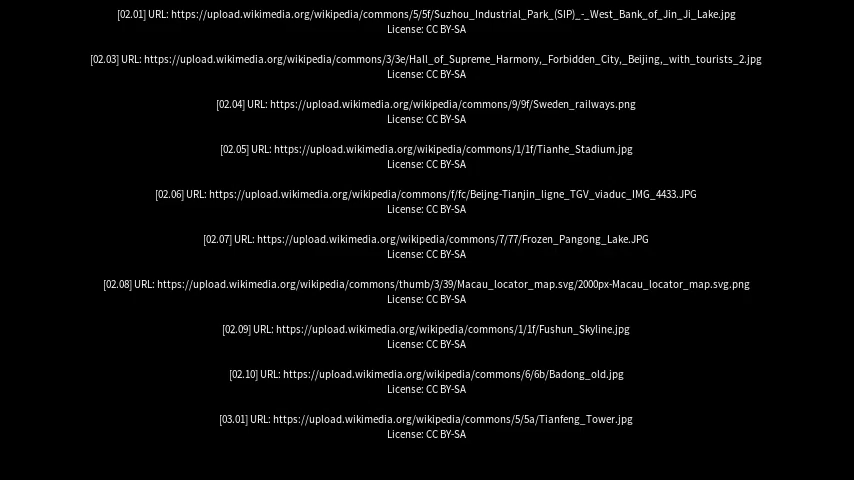 [02.01] URL: https://upload.wikimedia.org/wikipedia/commons/5/5f/Suzhou_Industrial_Park_(SIP)_-_West_Bank_of_Jin_Ji_Lake.jpg
License: CC BY-SA
[02.03] URL: https://upload.wikimedia.org/wikipedia/commons/3/3e/Hall_of_Supreme_Harmony,_Forbidden_City,_Beijing,_with_tourists_2.jpg
License: CC BY-SA
[02.04] URL: https://upload.wikimedia.org/wikipedia/commons/9/9f/Sweden_railways.png
License: CC BY-SA
[02.05] URL: https://upload.wikimedia.org/wikipedia/commons/1/1f/Tianhe_Stadium.jpg
License: CC BY-SA
[02.06] URL: https://upload.wikimedia.org/wikipedia/commons/f/fc/Beijng-Tianjin_ligne_TGV_viaduc_IMG_4433.JPG
License: CC BY-SA
[02.07] URL: https://upload.wikimedia.org/wikipedia/commons/7/77/Frozen_Pangong_Lake.JPG
License: CC BY-SA
[02.08] URL: https://upload.wikimedia.org/wikipedia/commons/thumb/3/39/Macau_locator_map.svg/2000px-Macau_locator_map.svg.png
License: CC BY-SA
[02.09] URL: https://upload.wikimedia.org/wikipedia/commons/1/1f/Fushun_Skyline.jpg
License: CC BY-SA
[02.10] URL: https://upload.wikimedia.org/wikipedia/commons/6/6b/Badong_old.jpg
License: CC BY-SA
[03.01] URL: https://upload.wikimedia.org/wikipedia/commons/5/5a/Tianfeng_Tower.jpg
License: CC BY-SA